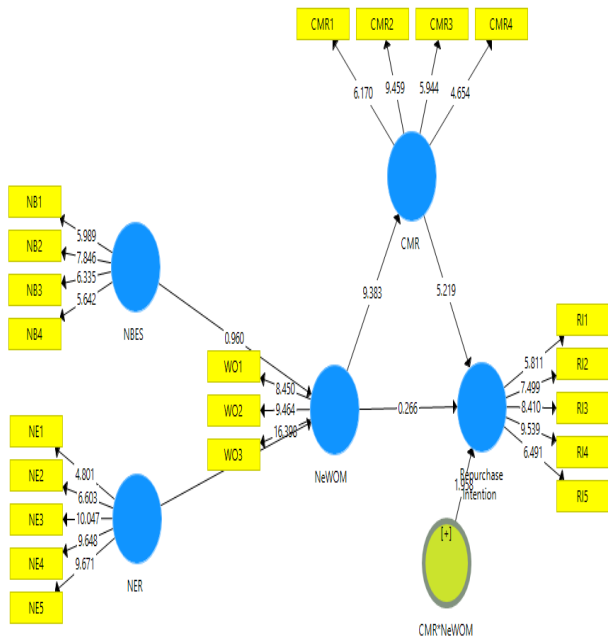 CMR1 CMR2 CMR3 CMR4
6.170 9.459 5.944 4.654
CMR
NB1
NB2
NB3
NB4
5.989
7.846
6.335
5.642
NBES
9.383
5.219
0.960
WO1
WO2
WO3
8.450
9.464
NeWOM
0.266
RI1
RI2
RI3
RI4
RI5
5.811
7.499
8.410
9.539
6.491
Repurchase
Intention
NE1
NE2
NE3
NE4
NE5
4.801
6.603
10.047
9.648
9.671
NER
[+]
CMR*NeWOM